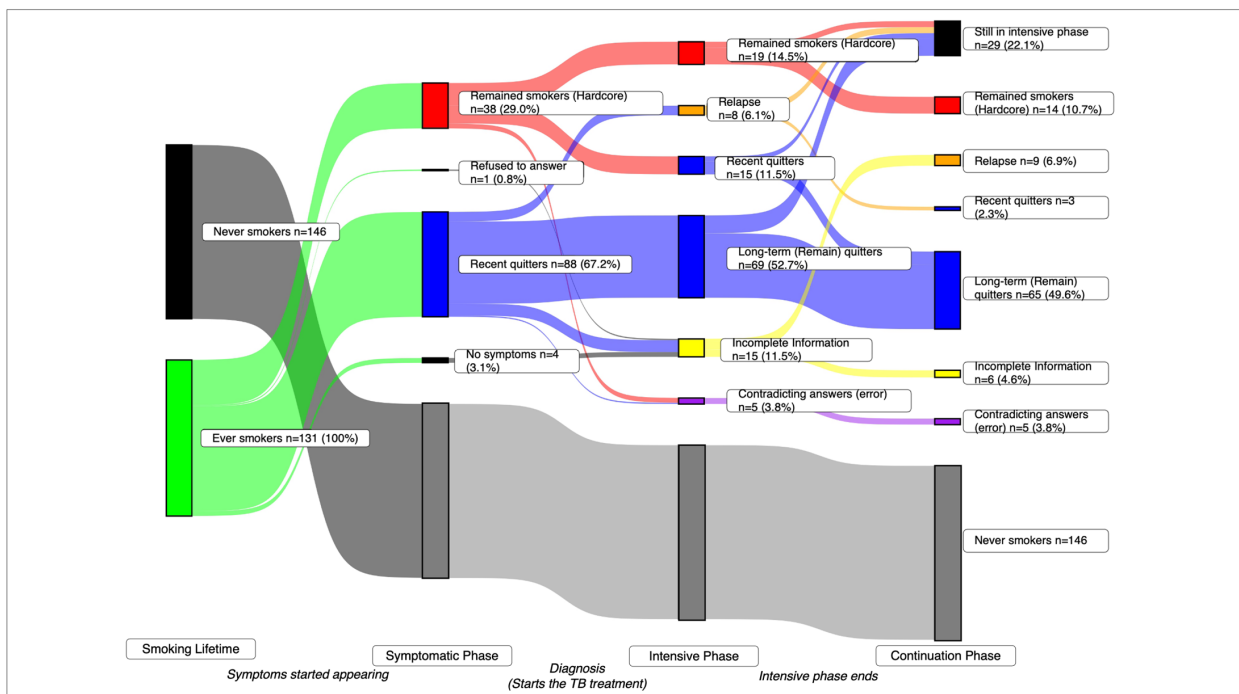 Never smokers n=146
Ever smokers n=131 (100%)
Smoking Lifetime
Symptoms started appearing
Remained smokers (Hardcore)
n=38 (29.0%)
Refused to answer
n=1 (0.8%)
Recent quitters n=88 (67.2%)
No symptoms n=4
(3.1%)
Symptomatic Phase
Diagnosis
(Starts the TB treatment)
Remained smokers (Hardcore)
n=19 (14.5%)
Relapse
n=8 (6.1%)
Recent quitters
n=15 (11.5%)
Long-term (Remain) quitters
n=69 (52.7%)
Incomplete Information
n=15 (11.5%)
Contradicting answers (error)
n=5 (3.8%)
Intensive Phase
Intensive phase ends
Still in intensive phase
n=29 (22.1%)
Remained smokers
(Hardcore) n=14 (10.7%)
Relapse n=9 (6.9%)
Recent quitters n=3
(2.3%)
Long-term (Remain)
quitters n=65 (49.6%)
Incomplete Information
n=6 (4.6%)
Contradicting answers
(error) n=5 (3.8%)
Never smokers n=146
Continuation Phase